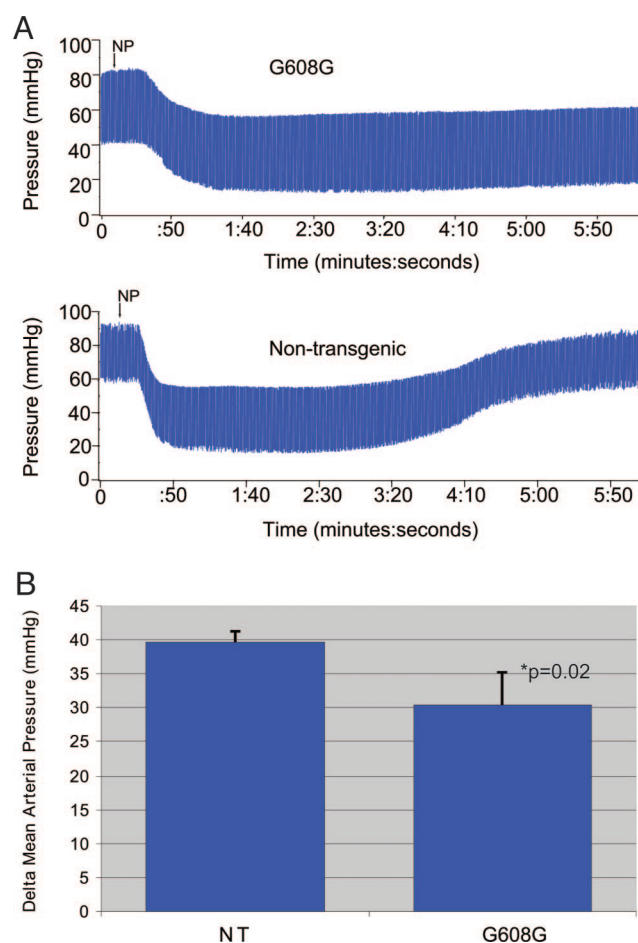 A
NP
G608G
Pressure (mmHg)
100
80
60
40
20
0
0 :50 1:40 2:30 3:20 4:10 5:00 5:50
Time (minutes:seconds)
NP
Non-transgenic
Pressure (mmHg)
100
80
60
40
20
0
0 :50 1:40 2:30 3:20 4:10 5:00 5:50
Time (minutes:seconds)
B
Delta Mean Arterial Pressure (mmHg)
45
40
35
30
25
20
15
10
5
0
*p=0.02
NT G608G